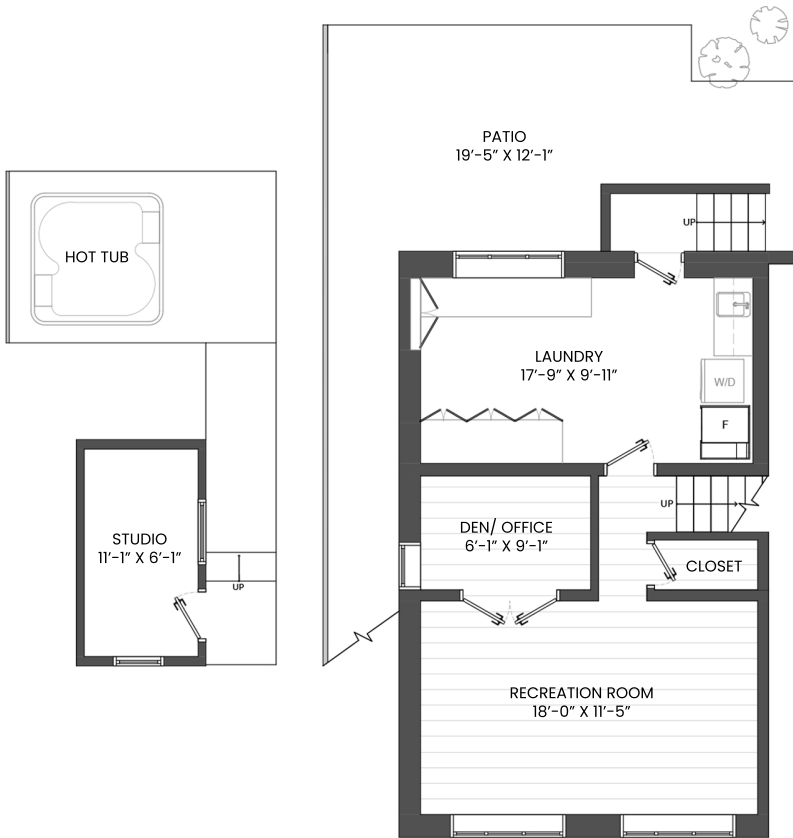 PATIO
19’-5” X 12’-1”
UP
HOT TUB
LAUNDRY
17’-9” X 9’-11”
W/D
F
UP
DEN/ OFFICE
6’-1” X 9’-1”
STUDIO
11’-1” X 6’-1”
CLOSET
UP
RECREATION ROOM
18’-0” X 11’-5”